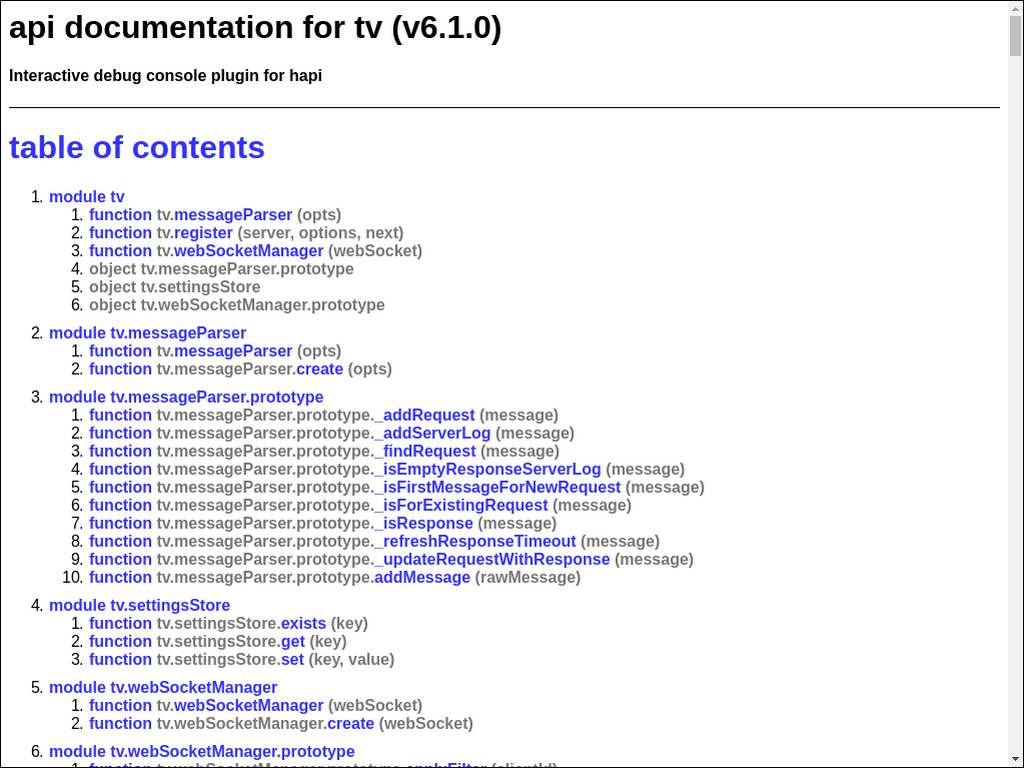 api documentation for tv (v6.1.0)
Interactive debug console plugin for hapi
table of contents
1. module tv
1. function tv.messageParser (opts)
2. function tv.register (server, options, next)
3. function tv.webSocketManager (webSocket)
4. object tv.messageParser.prototype
5. object tv.settingsStore
6. object tv.webSocketManager.prototype
2. module tv.messageParser
1. function tv.messageParser (opts)
2. function tv.messageParser.create (opts)
3. module tv.messageParser.prototype
1. function tv.messageParser.prototype._addRequest (message)
2. function tv.messageParser.prototype._addServerLog (message)
3. function tv.messageParser.prototype._findRequest (message)
4. function tv.messageParser.prototype._isEmptyResponseServerLog (message)
5. function tv.messageParser.prototype._isFirstMessageForNewRequest (message)
6. function tv.messageParser.prototype._isForExistingRequest (message)
7. function tv.messageParser.prototype._isResponse (message)
8. function tv.messageParser.prototype._refreshResponseTimeout (message)
9. function tv.messageParser.prototype._updateRequestWithResponse (message)
10. function tv.messageParser.prototype.addMessage (rawMessage)
4. module tv.settingsStore
1. function tv.settingsStore.exists (key)
2. function tv.settingsStore.get (key)
3. function tv.settingsStore.set (key, value)
5. module tv.webSocketManager
1. function tv.webSocketManager (webSocket)
2. function tv.webSocketManager.create (webSocket)
6. module tv.webSocketManager.prototype
1. function tv.webSocketManager.prototype.applyFilter (clientId)